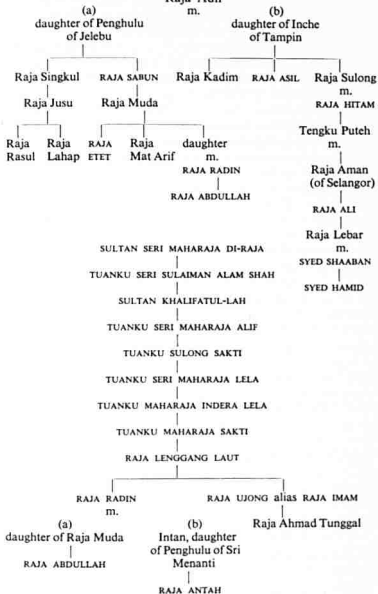 m.
(a) (b)
daughter of Penghulu daughter of Inche
of Jelebu of Tampin
Raja Singkul RAJA SABUN Raja Kadim RAJA ASIL Raja Sulong
m.
Raja Jusu Raja Muda RAJA HITAM
Tengku Puteh
Raja Raja RAJA Raja daughter m.
Rasul Lahap ETET Mat Arif m. Raja Aman
RAJA RADIN (of Selangor)
RAJA ABDULLAH RAJA ALI
Raja Lebar
SULTAN SERI MAHARAJA DI-RAJA m.
SYED SHAABAN
TUANKU SERI SULAIMAN ALAM SHAH
SYED HAMID
SULTAN KHALIFATUL-LAH
TUANKU SERI MAHARAJA ALIF
TUANKU SULONG SAKTI
TUANKU SERI MAHARAJA LELA
TUANKU MAHARAJA INDERA LELA
TUANKU MAHARAJA SAKTI
RAJA LENGGANG LAUT
RAJA RADIN RAJA UJONG alias RAJA IMAM
m.
(a) (b) Raja Ahmad Tunggal
daughter of Raja Muda Intan, daughter
of Penghulu of Sri
RAJA ABDULLAH Menanti
RAJA ANTAH